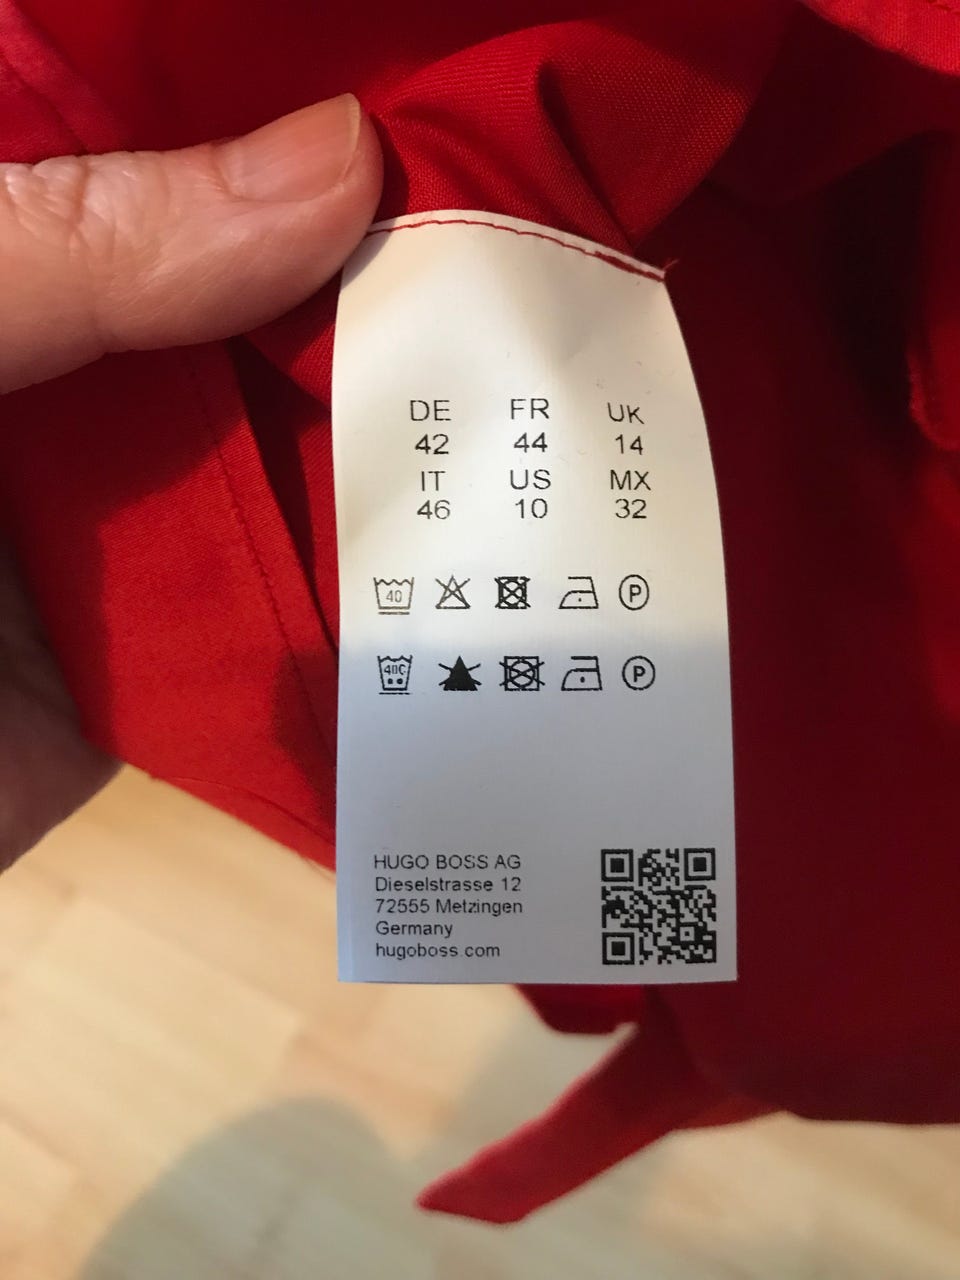 DE FR UK
42 44 14
IT US MX
46 10 32
40 P
40C P
HUGO BOSS AG
Dieselstrasse 12
72555 Metzingen
Germany
hugoboss.com